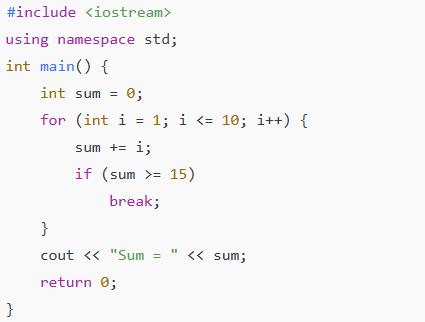 #include <iostream>
using namespace std;
int main() {
    int sum = 0;
    for (int i = 1; i <= 10; i++) {
        sum += i;
        if (sum >= 15)
            break;
    }
    cout << "Sum = " << sum;
    return 0;
}